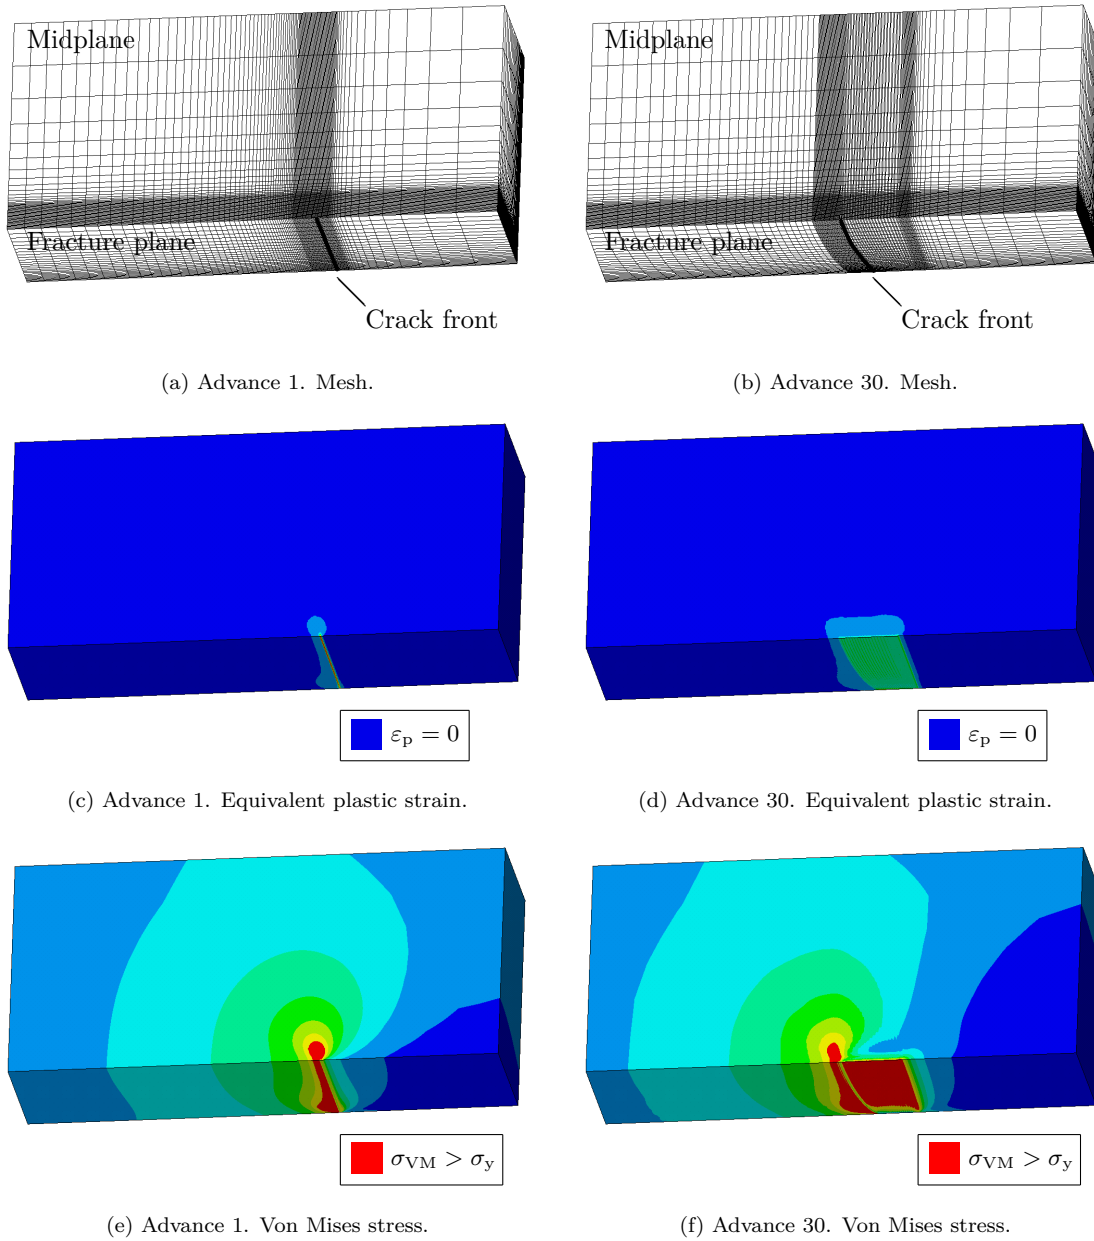 Midplane
Fracture plane
Crack front
(a) Advance 1. Mesh.
Midplane
Fracture plane
Crack front
(b) Advance 30. Mesh.
εp = 0
(c) Advance 1. Equivalent plastic strain.
εp = 0
(d) Advance 30. Equivalent plastic strain.
σVM > σy
(e) Advance 1. Von Mises stress.
σVM > σy
(f) Advance 30. Von Mises stress.